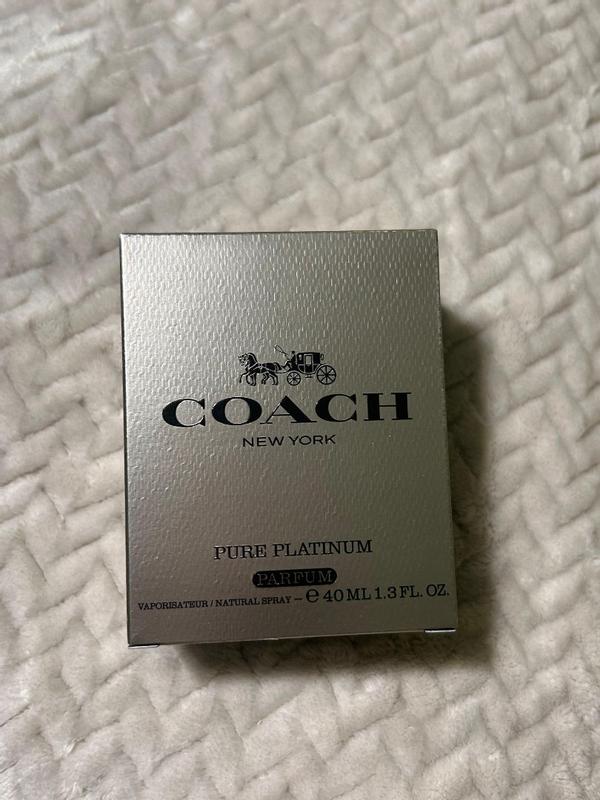 COACH
NEW YORK
PURE PLATINUM
PARFUM
VAPORISATEUR / NATURAL SPRAY – e 40 ML 1.3 FL. OZ.